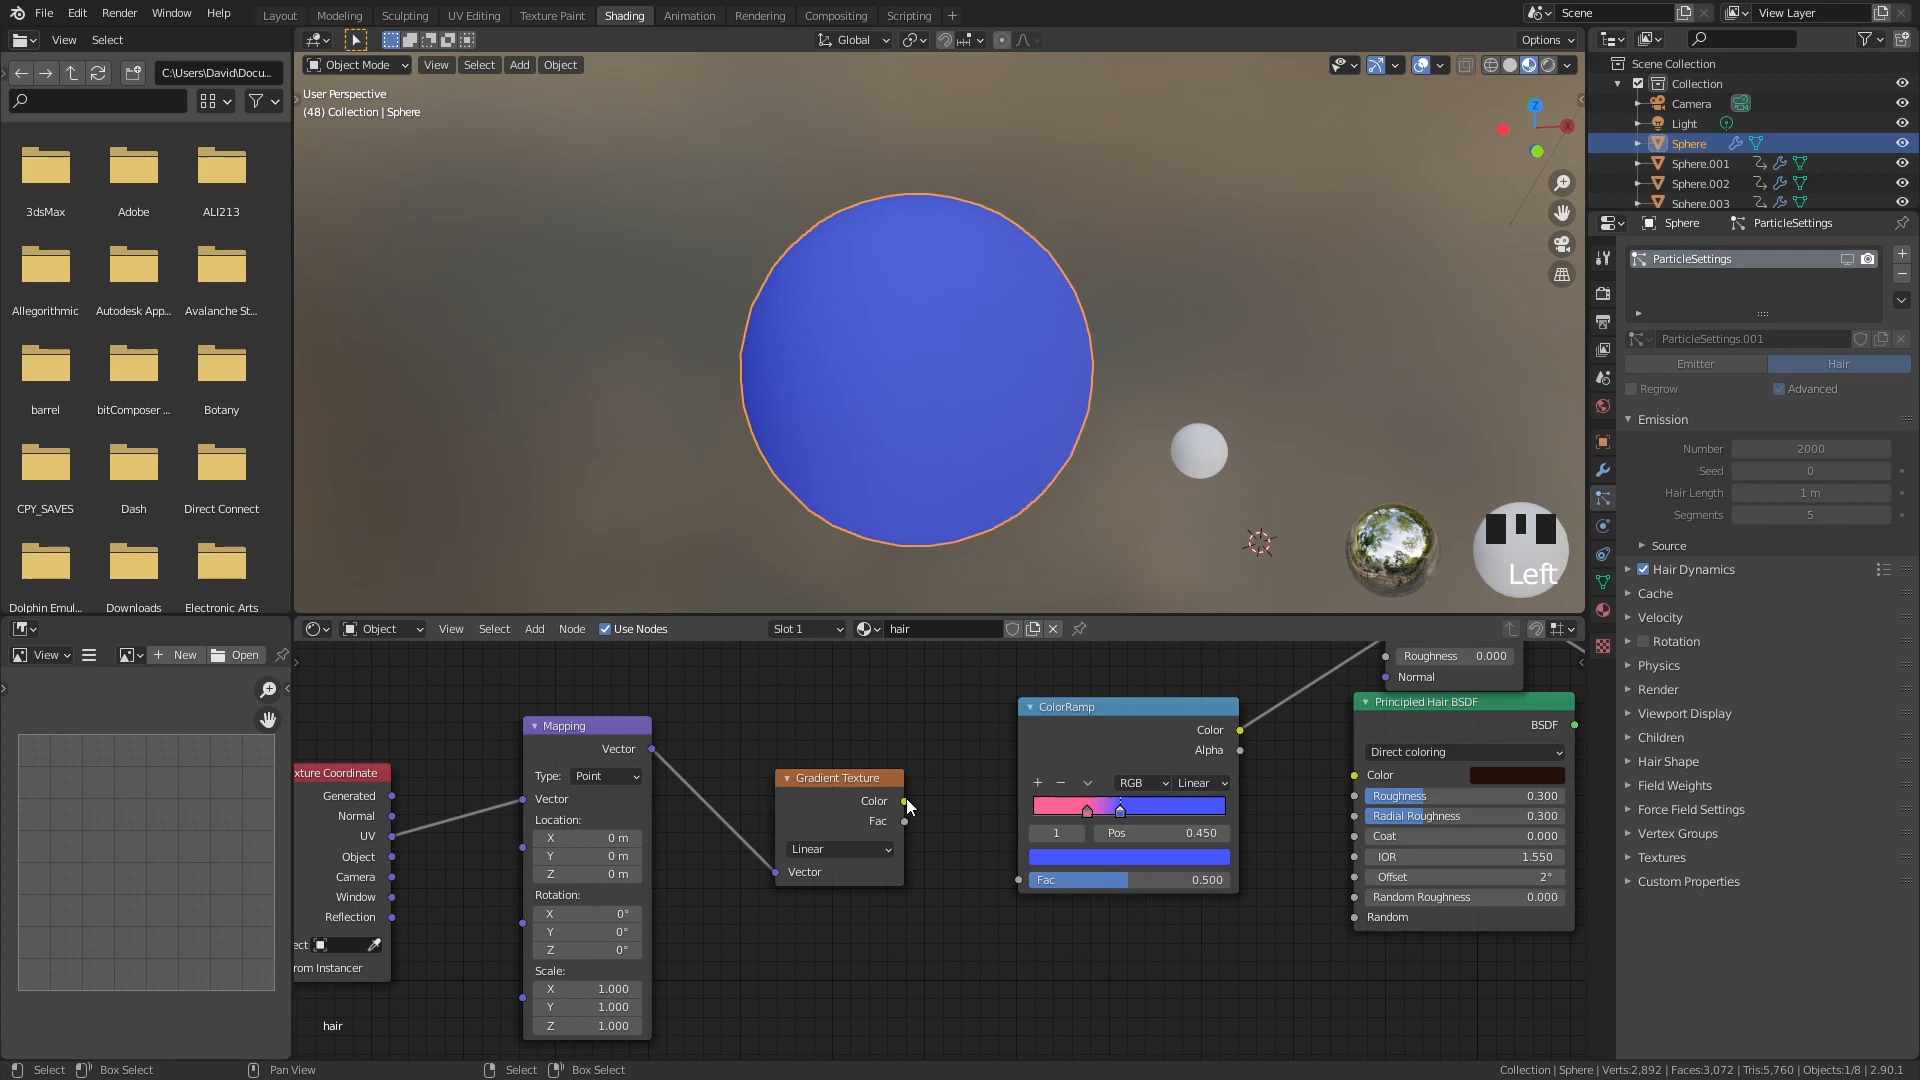 File Edit Render Window Help
Layout Modeling Sculpting UV Editing Texture Paint Shading Animation Rendering Compositing Scripting +
Scene
View Layer
View Select
C:\Users\David\Docu...
Global
Options
Object Mode View Select Add Object
User Perspective
(48) Collection | Sphere
Z
X
3dsMax Adobe ALI213
Allegorithmic Autodesk App... Avalanche St...
barrel bitComposer ... Botany
CPY_SAVES Dash Direct Connect
Dolphin Emul... Downloads Electronic Arts
Left
Scene Collection
Collection
Camera
Light
Sphere
Sphere.001
Sphere.002
Sphere.003
Sphere ParticleSettings
ParticleSettings
ParticleSettings.001
Emitter Hair
Regrow Advanced
Emission
Number 2000
Seed 0
Hair Length 1 m
Segments 5
Source
Hair Dynamics
Cache
Velocity
Rotation
Physics
Render
Viewport Display
Children
Hair Shape
Field Weights
Force Field Settings
Vertex Groups
Textures
Custom Properties
View New Open
Object View Select Add Node Use Nodes Slot 1 hair
xture Coordinate
Generated
Normal
UV
Object
Camera
Window
Reflection
ect
rom Instancer
hair
Mapping
Vector
Type: Point
Vector
Location:
X 0 m
Y 0 m
Z 0 m
Rotation:
X 0°
Y 0°
Z 0°
Scale:
X 1.000
Y 1.000
Z 1.000
Gradient Texture
Color
Fac
Linear
Vector
ColorRamp
Color
Alpha
+ − RGB Linear
1 Pos 0.450
Fac 0.500
Roughness 0.000
Normal
Principled Hair BSDF
BSDF
Direct coloring
Color
Roughness 0.300
Radial Roughness 0.300
Coat 0.000
IOR 1.550
Offset 2°
Random Roughness 0.000
Random
Select Box Select Pan View Select Box Select
Collection | Sphere | Verts:2,892 | Faces:3,072 | Tris:5,760 | Objects:1/8 | 2.90.1